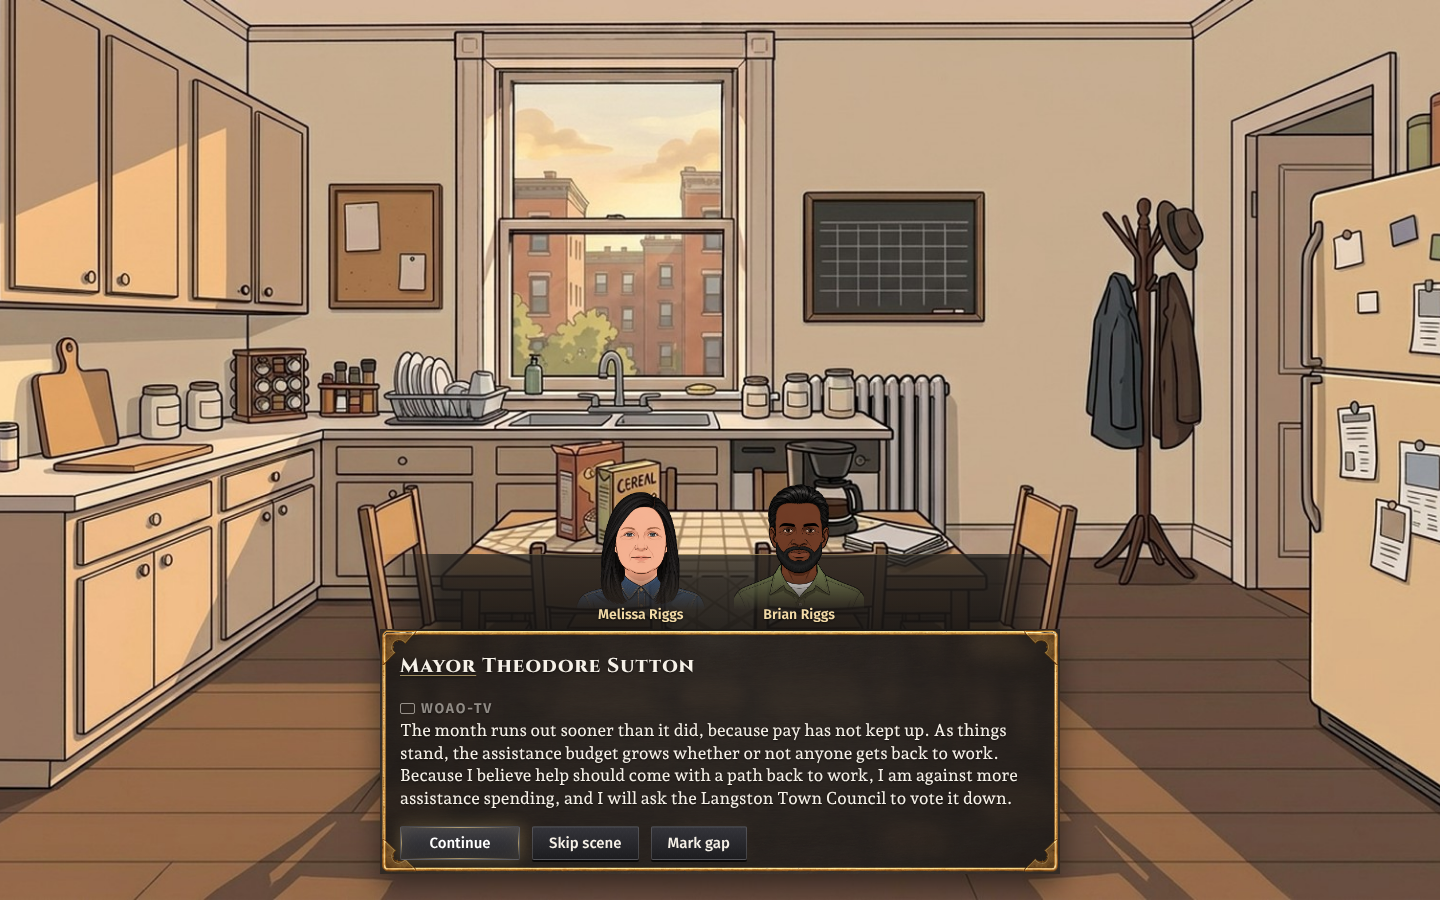 CEREAL
Melissa Riggs
Brian Riggs
Mayor Theodore Sutton
WOAO-TV
The month runs out sooner than it did, because pay has not kept up. As things
stand, the assistance budget grows whether or not anyone gets back to work.
Because I believe help should come with a path back to work, I am against more
assistance spending, and I will ask the Langston Town Council to vote it down.
Continue
Skip scene
Mark gap